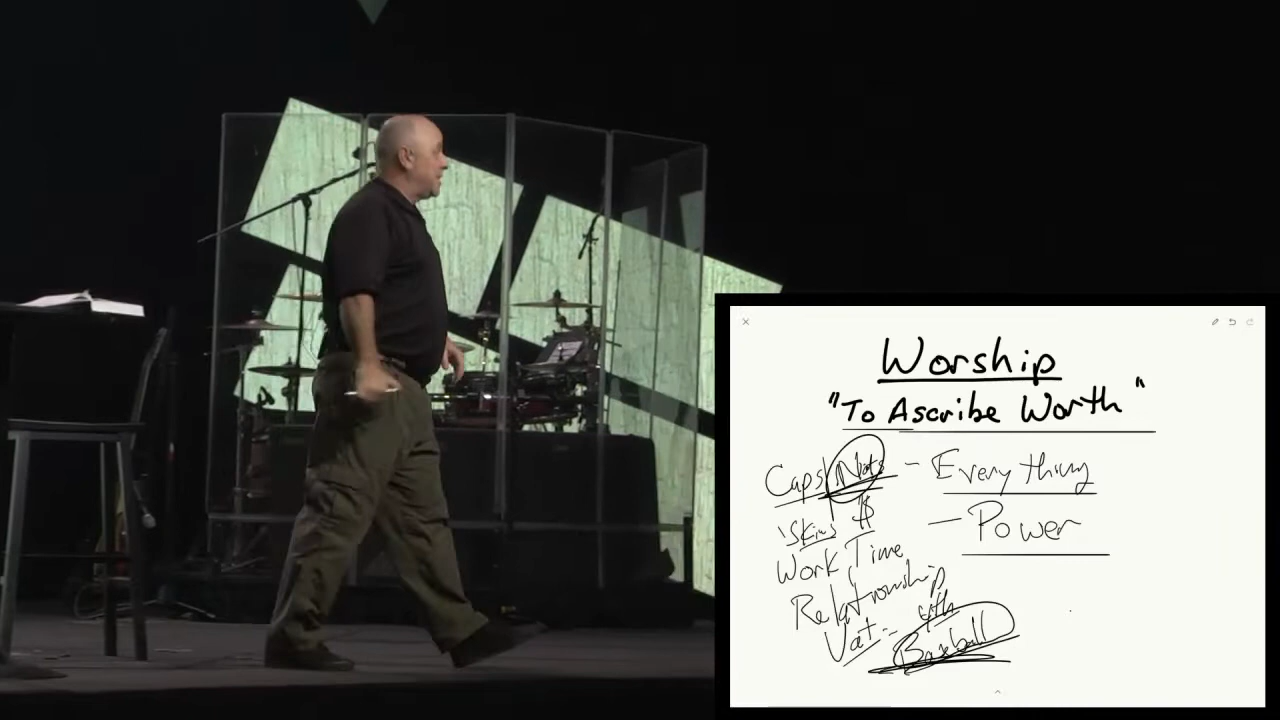 Worship
"To Ascribe Worth"
Caps/Nats - Everything
'Skins $ - Power
Work Time
Relationship
Baseball